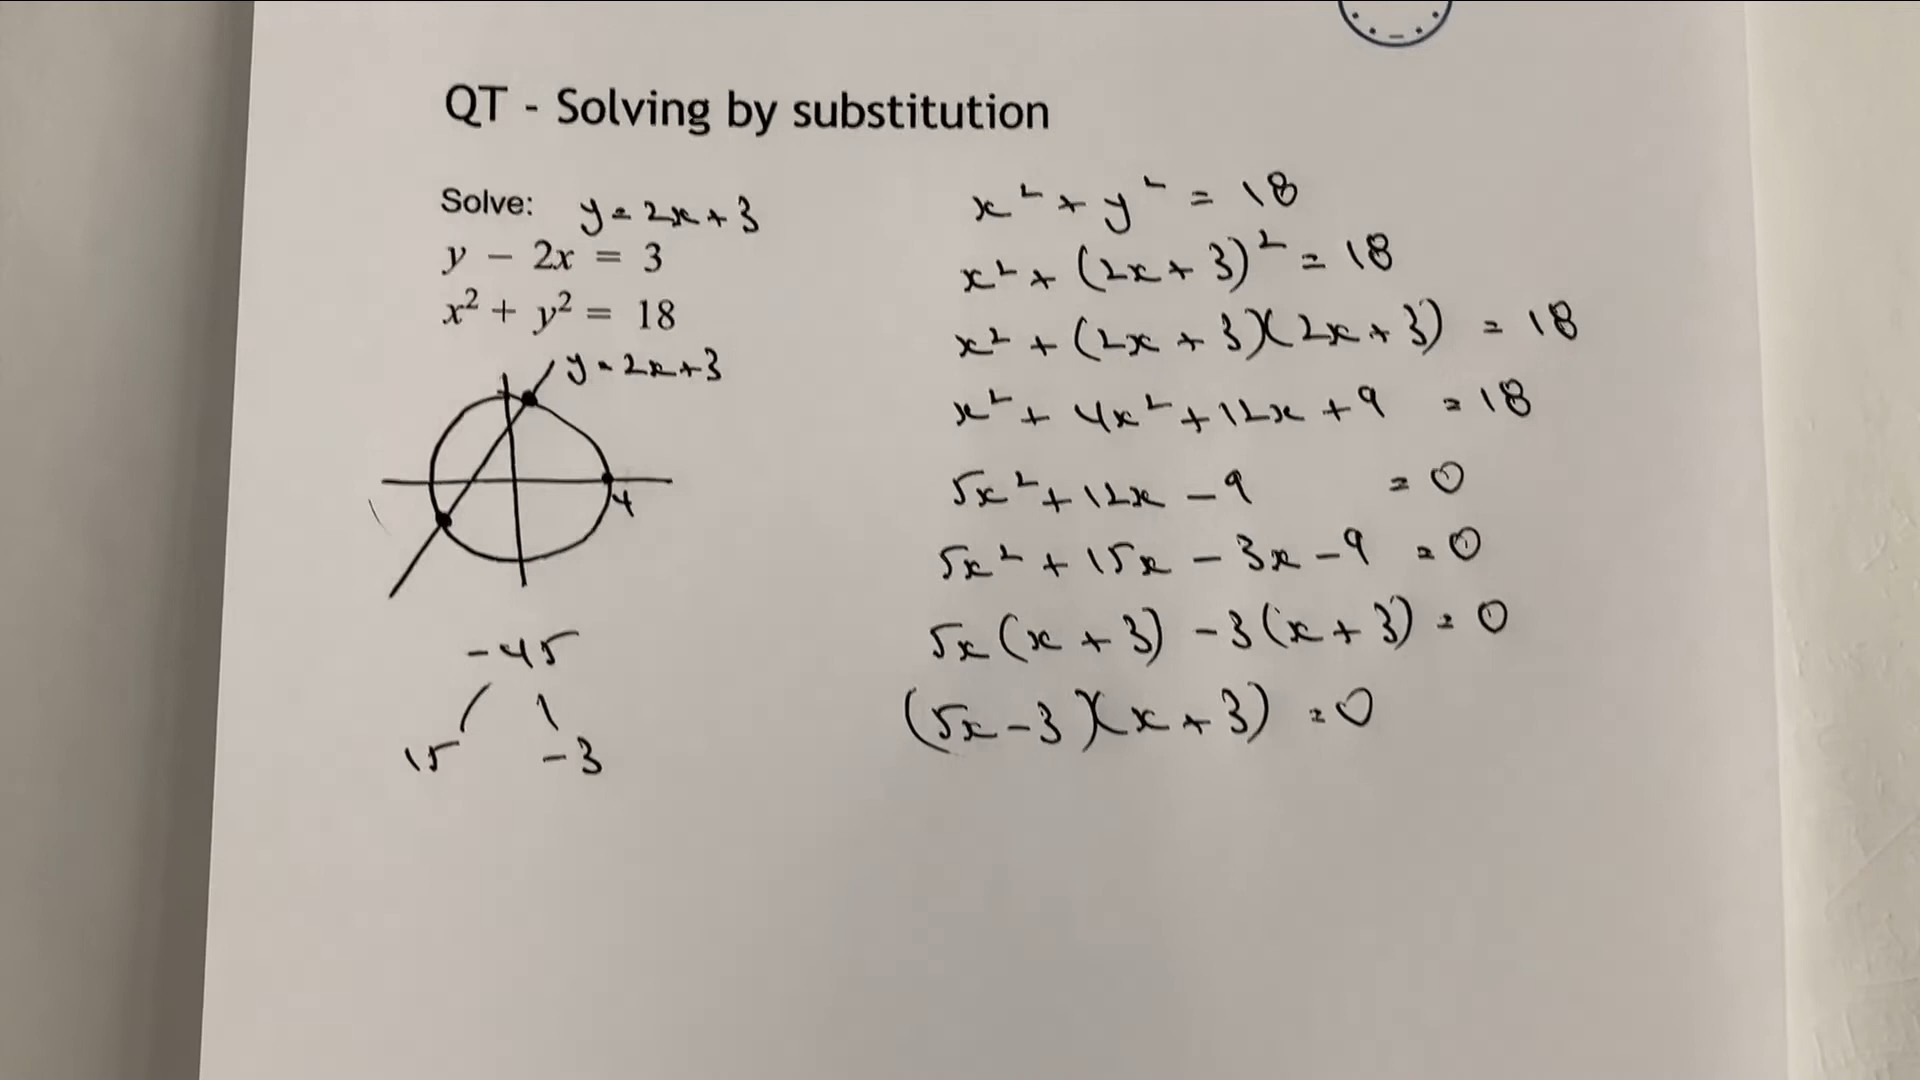 QT - Solving by substitution
Solve: y = 2x + 3
y − 2x = 3
x² + y² = 18
y = 2x + 3
4
-45
15 -3
x² + y² = 18
x² + (2x + 3)² = 18
x² + (2x + 3)(2x + 3) = 18
x² + 4x² + 12x + 9 = 18
5x² + 12x - 9 = 0
5x² + 15x - 3x - 9 = 0
5x(x + 3) - 3(x + 3) = 0
(5x - 3)(x + 3) = 0